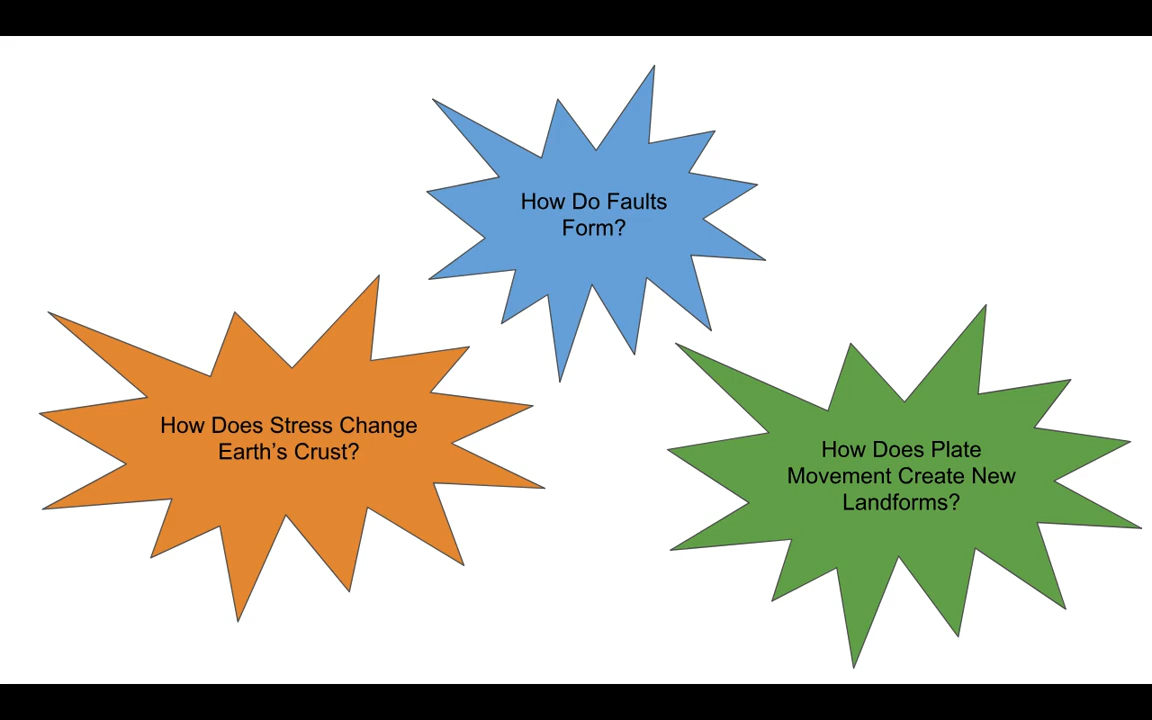 How Do Faults
Form?
How Does Stress Change
Earth’s Crust?
How Does Plate
Movement Create New
Landforms?